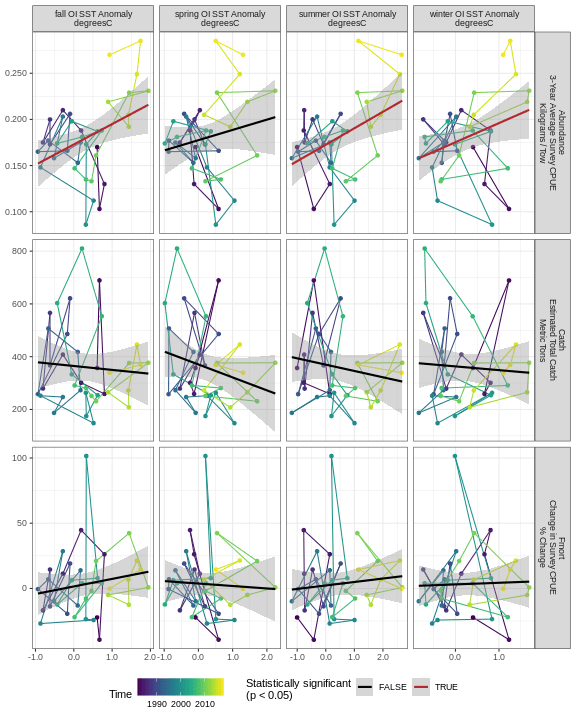 fall OI SST Anomaly
degreesC
spring OI SST Anomaly
degreesC
summer OI SST Anomaly
degreesC
winter OI SST Anomaly
degreesC
0.250
0.200
0.150
0.100
Abundance
3-Year Average Survey CPUE
Kilograms / Tow
800
600
400
200
Catch
Estimated Total Catch
Metric Tons
100
50
0
Fmort
Change in Survey CPUE
% Change
-1.0 0.0 1.0 2.0
-1.0 0.0 1.0 2.0
-1.0 0.0 1.0 2.0
0.0 1.0
Time
1990 2000 2010
Statistically significant
(p < 0.05)
FALSE
TRUE